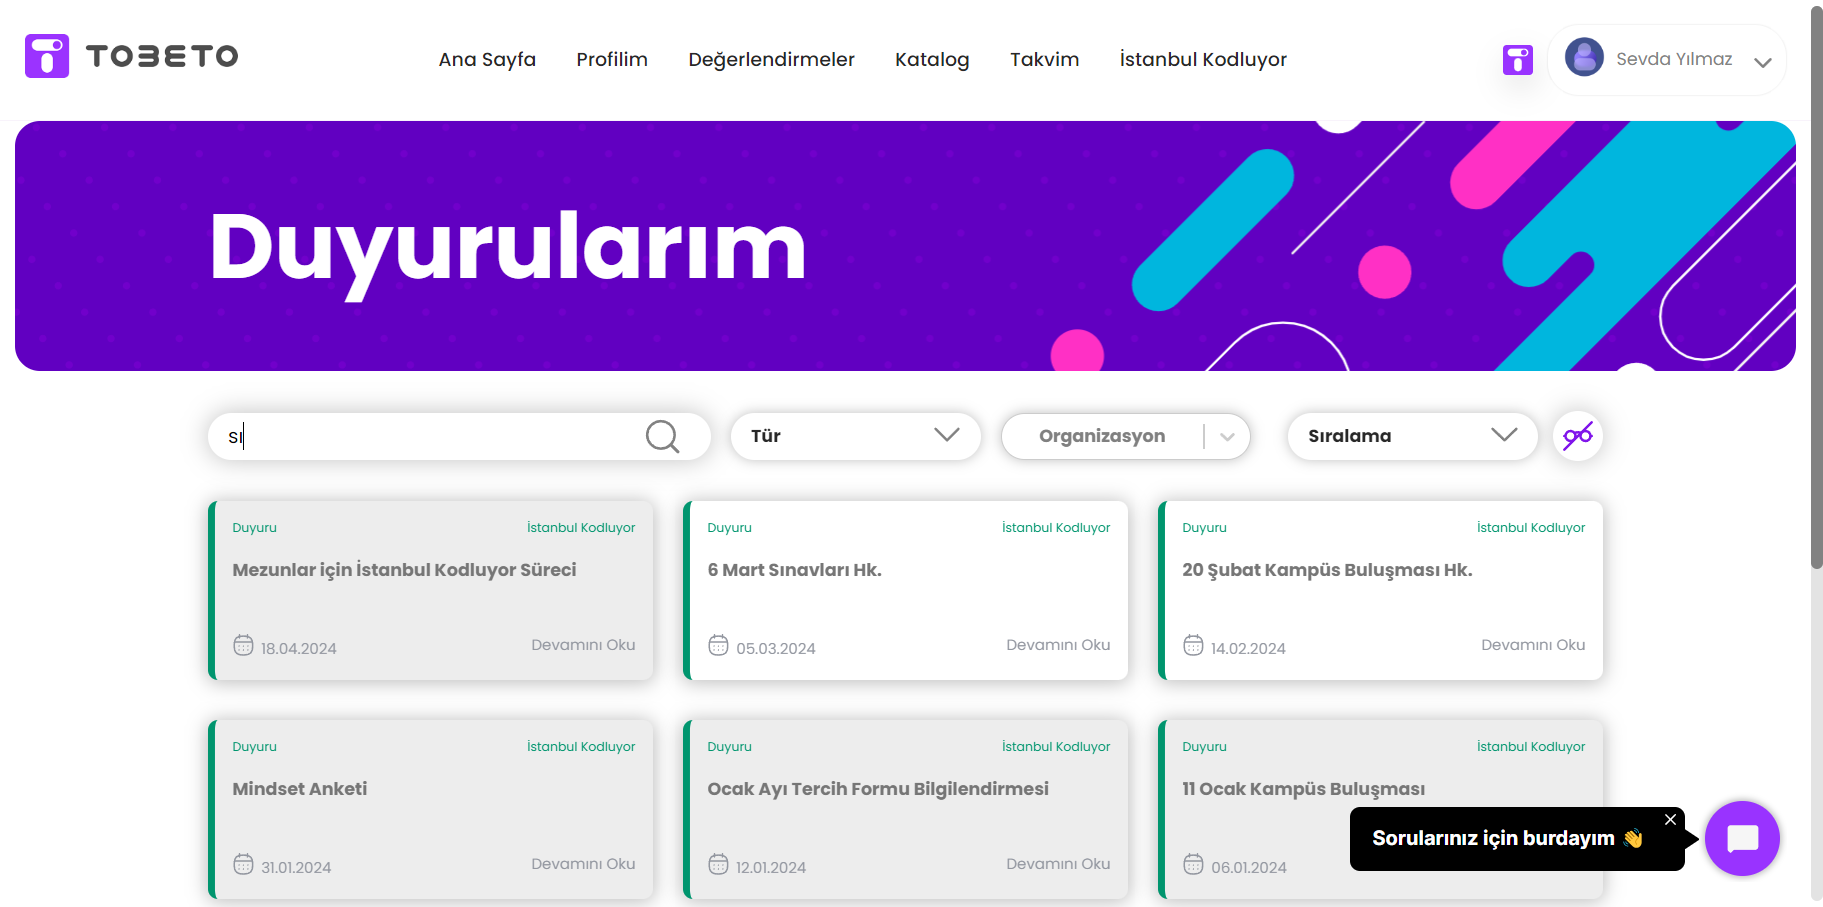 TOBETO
Ana Sayfa Profilim Değerlendirmeler Katalog Takvim İstanbul Kodluyor
Sevda Yılmaz
Duyurularım
sı
Tür
Organizasyon
Sıralama
Duyuru İstanbul Kodluyor
Mezunlar için İstanbul Kodluyor Süreci
18.04.2024 Devamını Oku
Duyuru İstanbul Kodluyor
6 Mart Sınavları Hk.
05.03.2024 Devamını Oku
Duyuru İstanbul Kodluyor
20 Şubat Kampüs Buluşması Hk.
14.02.2024 Devamını Oku
Duyuru İstanbul Kodluyor
Mindset Anketi
31.01.2024 Devamını Oku
Duyuru İstanbul Kodluyor
Ocak Ayı Tercih Formu Bilgilendirmesi
12.01.2024 Devamını Oku
Duyuru İstanbul Kodluyor
11 Ocak Kampüs Buluşması
06.01.2024
Sorularınız için burdayım 👋